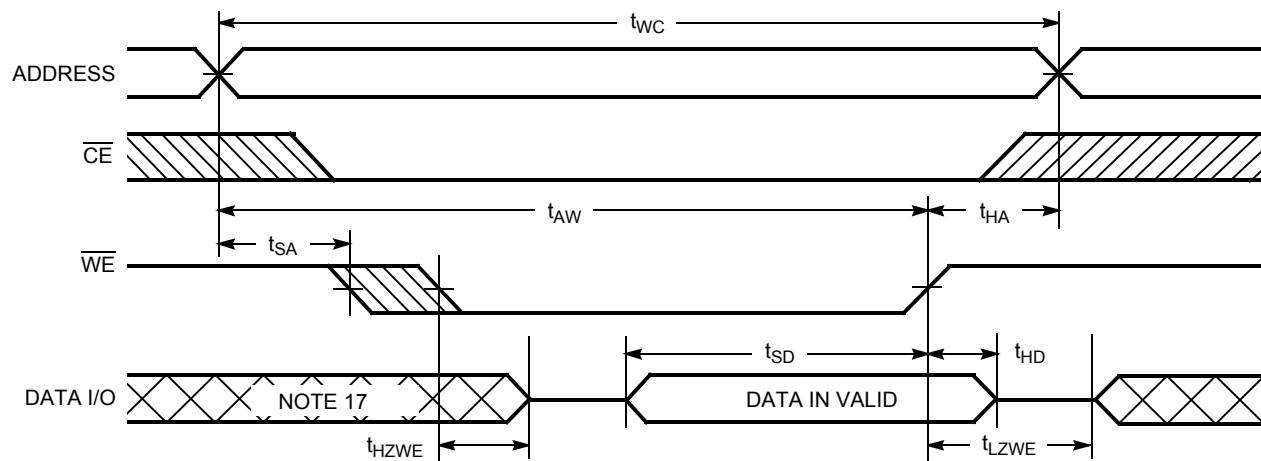 tWC
ADDRESS
CE
tAW
tHA
tSA
WE
tSD
tHD
DATA I/O
NOTE 17
DATA IN VALID
tHZWE
tLZWE